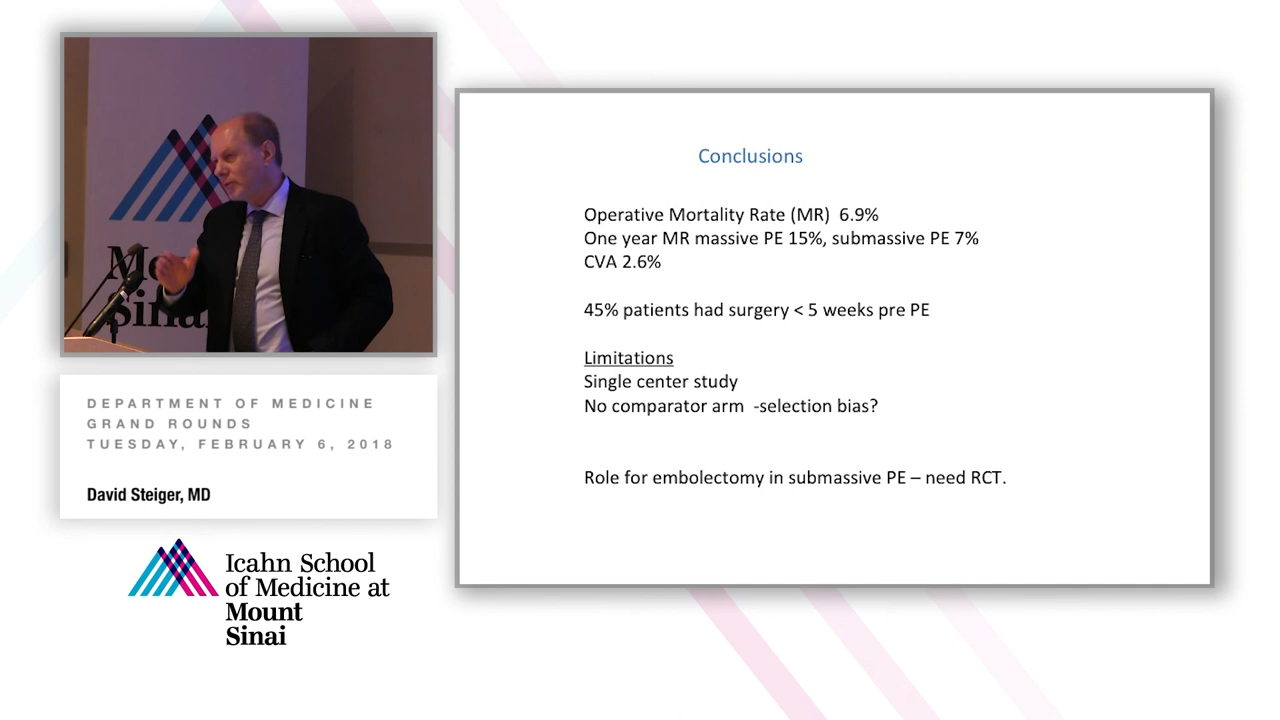 Mo
Sinai
DEPARTMENT OF MEDICINE
GRAND ROUNDS
TUESDAY, FEBRUARY 6, 2018
David Steiger, MD
Icahn School
of Medicine at
Mount
Sinai
Conclusions
Operative Mortality Rate (MR) 6.9%
One year MR massive PE 15%, submassive PE 7%
CVA 2.6%
45% patients had surgery < 5 weeks pre PE
Limitations
Single center study
No comparator arm -selection bias?
Role for embolectomy in submassive PE – need RCT.